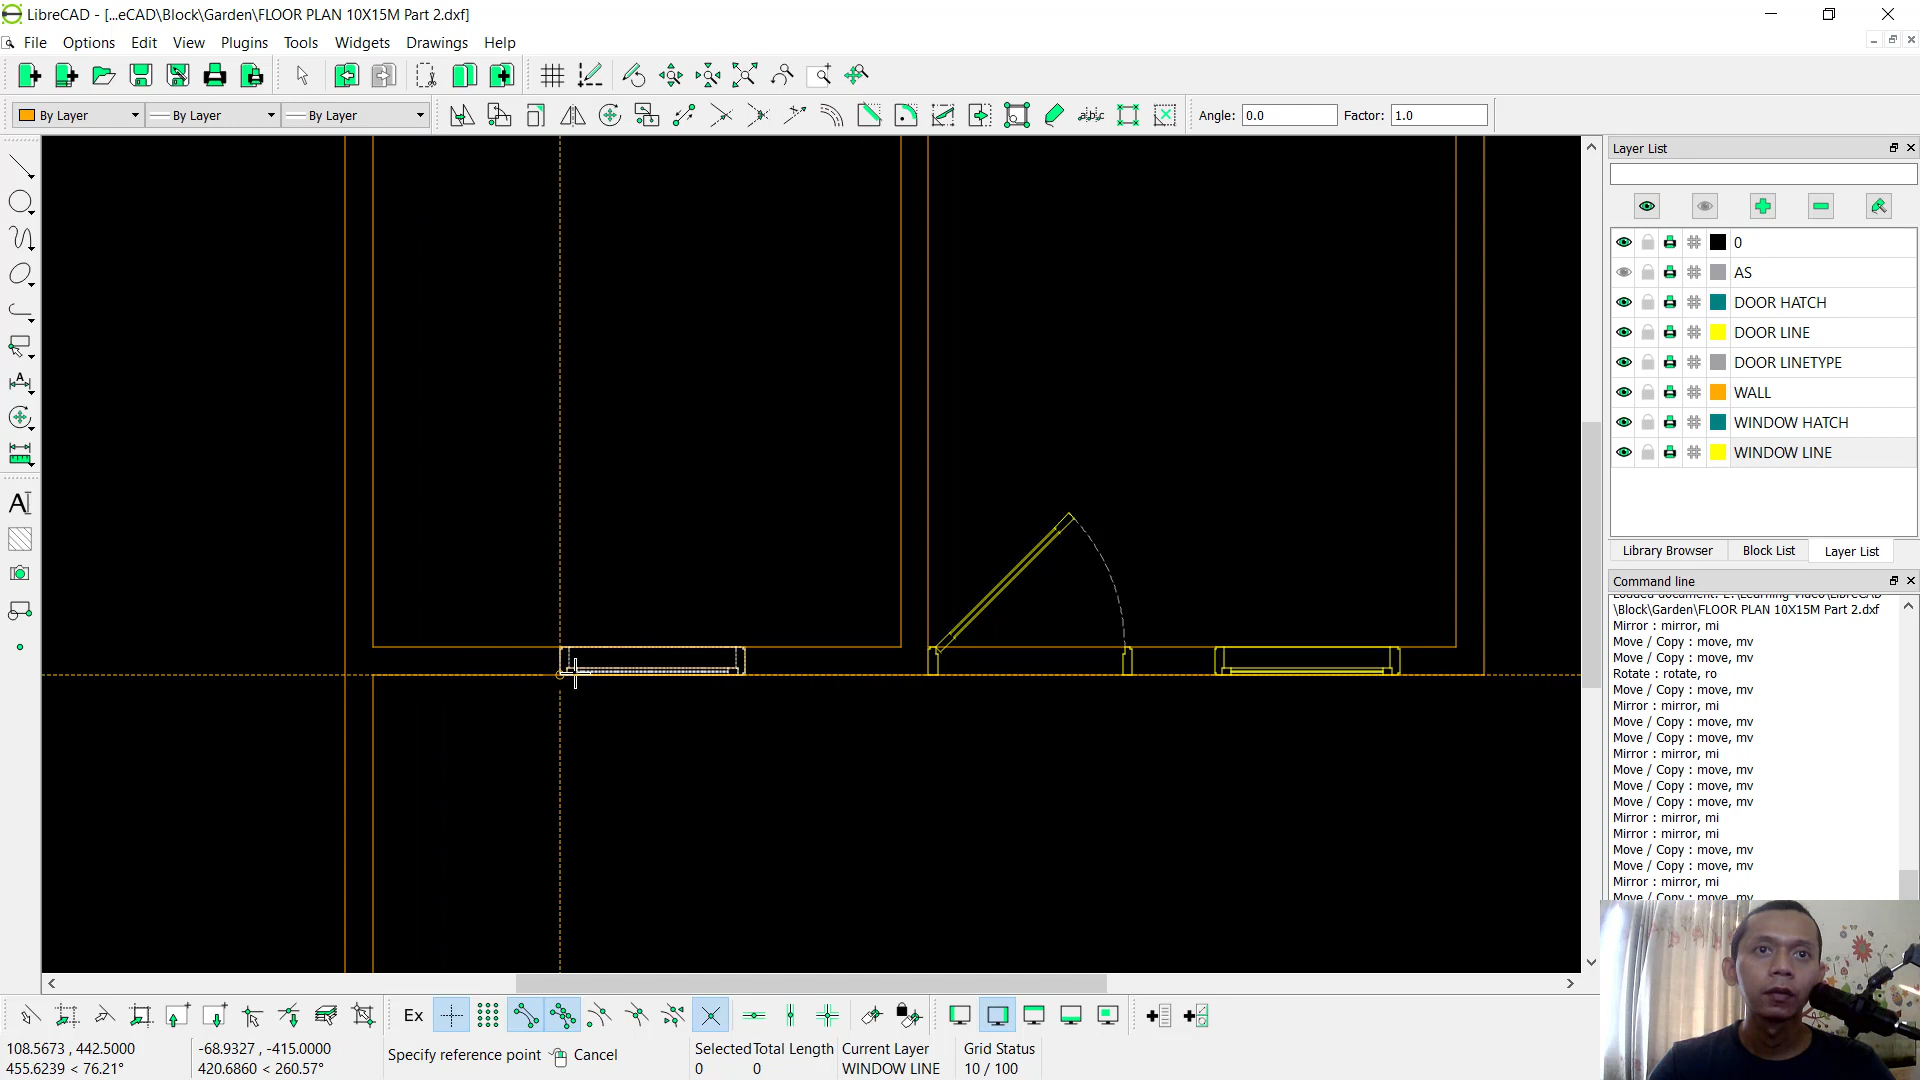 LibreCAD - [...eCAD\Block\Garden\FLOOR PLAN 10X15M Part 2.dxf]
File Options Edit View Plugins Tools Widgets Drawings Help
By Layer By Layer By Layer Angle: 0.0 Factor: 1.0
Layer List
0
AS
DOOR HATCH
DOOR LINE
DOOR LINETYPE
WALL
WINDOW HATCH
WINDOW LINE
Library Browser Block List Layer List
Command line
\Block\Garden\FLOOR PLAN 10X15M Part 2.dxf
Mirror : mirror, mi
Move / Copy : move, mv
Move / Copy : move, mv
Rotate : rotate, ro
Move / Copy : move, mv
Mirror : mirror, mi
Move / Copy : move, mv
Move / Copy : move, mv
Mirror : mirror, mi
Move / Copy : move, mv
Move / Copy : move, mv
Move / Copy : move, mv
Mirror : mirror, mi
Mirror : mirror, mi
Move / Copy : move, mv
Move / Copy : move, mv
Mirror : mirror, mi
Move / Copy : move, mv
Ex
108.5673 , 442.5000
455.6239 < 76.21°
-68.9327 , -415.0000
420.6860 < 260.57°
Specify reference point Cancel
Selected Total Length
0 0
Current Layer
WINDOW LINE
Grid Status
10 / 100